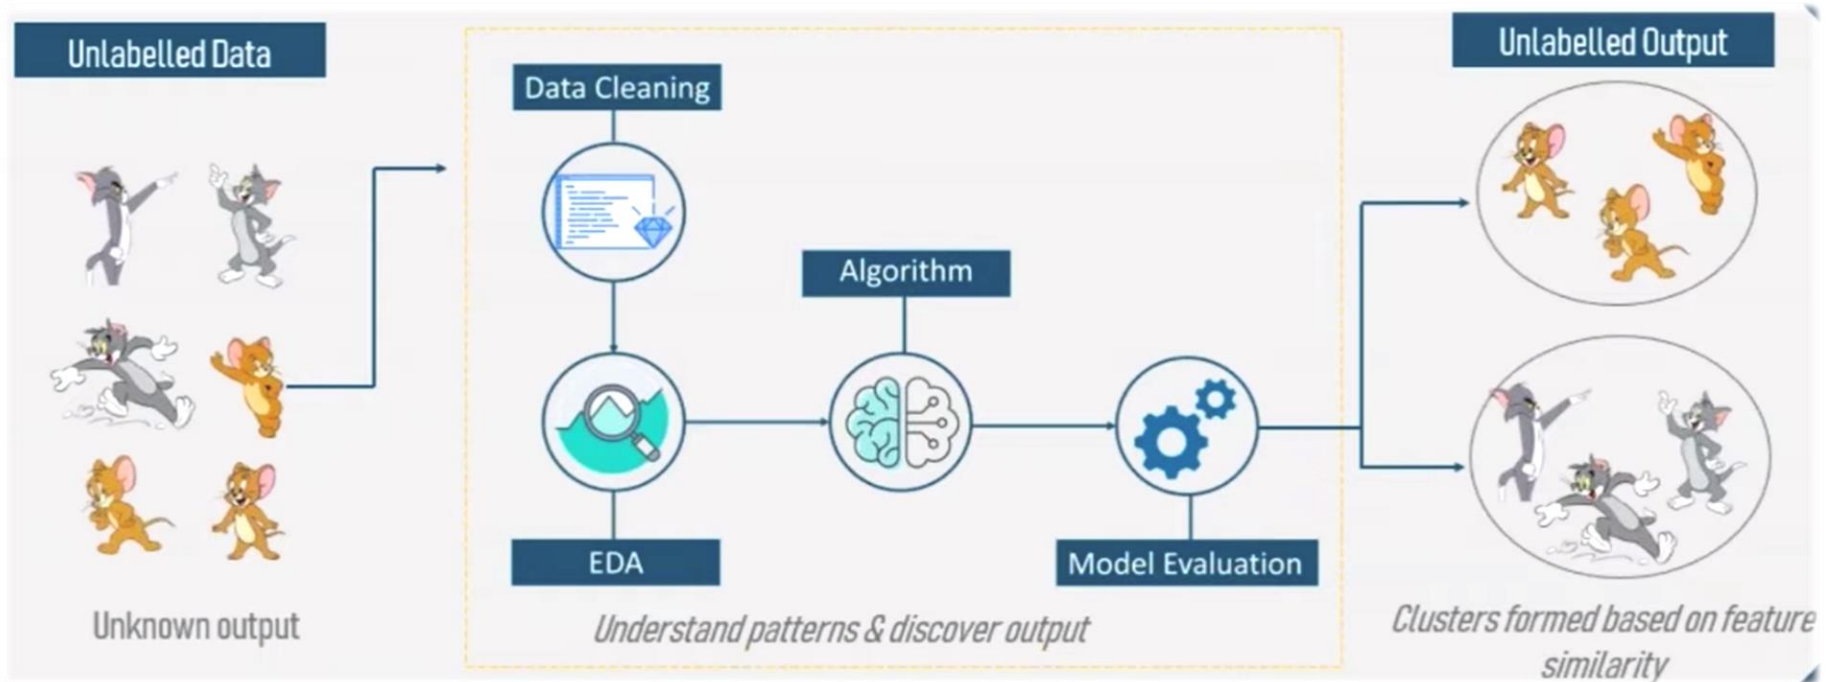 Unlabelled Data
Unknown output
Data Cleaning
EDA
Algorithm
Model Evaluation
Understand patterns & discover output
Unlabelled Output
Clusters formed based on feature
similarity